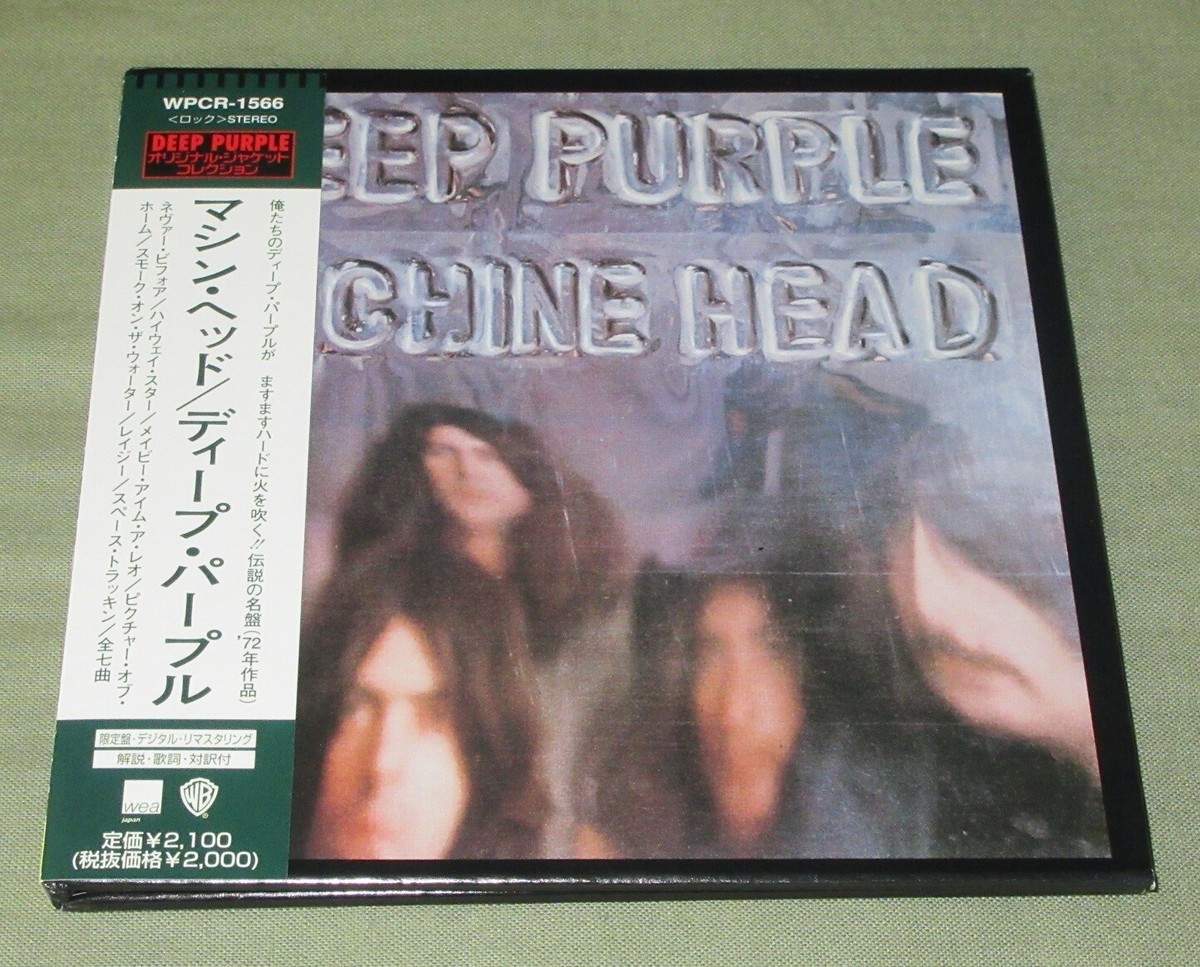 WPCR-1566
<ロック>STEREO
DEEP PURPLE
オリジナル・ジャケット
コレクション
俺たちのディープ・パープルが ますますハードに火を吹く!! 伝説の名盤('72年作品)
マシン・ヘッド/ディープ・パープル
ネヴァー・ビフォア/ハイウェイ・スター/メイビー・アイム・ア・レオ/ピクチャー・オブ・
ホーム/スモーク・オン・ザ・ウォーター/レイジー/スペース・トラッキン/全七曲
限定盤・デジタル・リマスタリング
解説・歌詞・対訳付
wea
japan
WB
定価¥2,100
(税抜価格¥2,000)
EEP PURPLE
CHINE HEAD